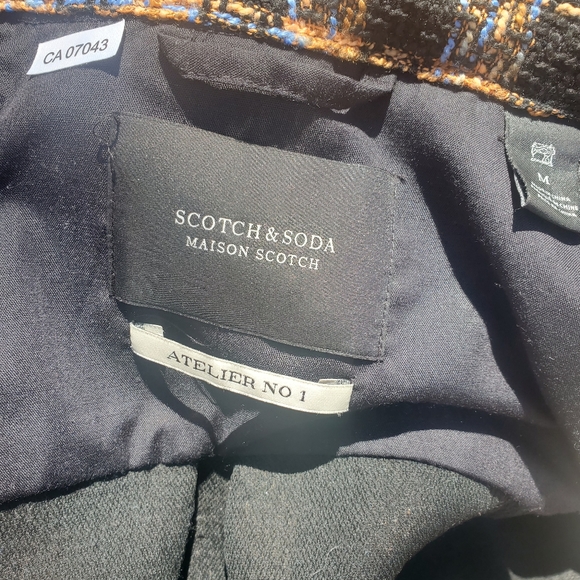 CA 07043
SCOTCH & SODA
MAISON SCOTCH
ATELIER NO 1
M